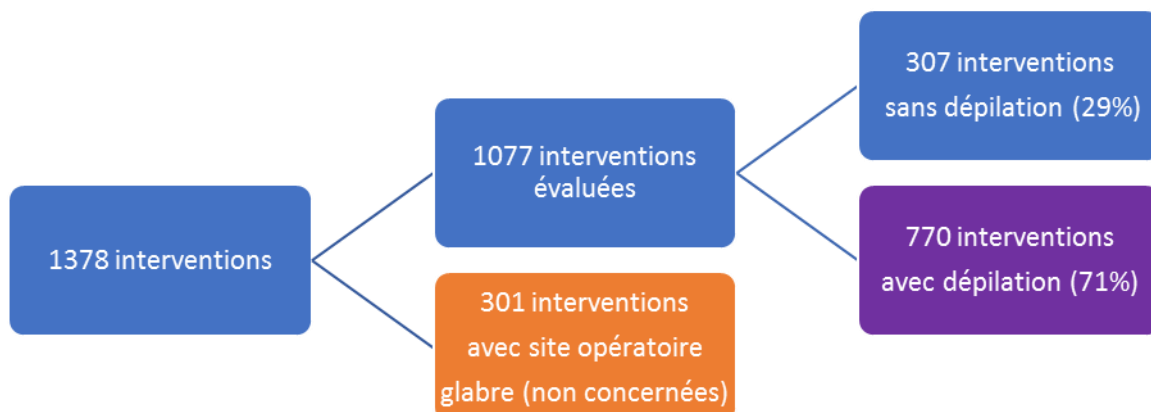 1378 interventions
1077 interventions
évaluées
301 interventions
avec site opératoire
glabre (non concernées)
307 interventions
sans dépilation (29%)
770 interventions
avec dépilation (71%)